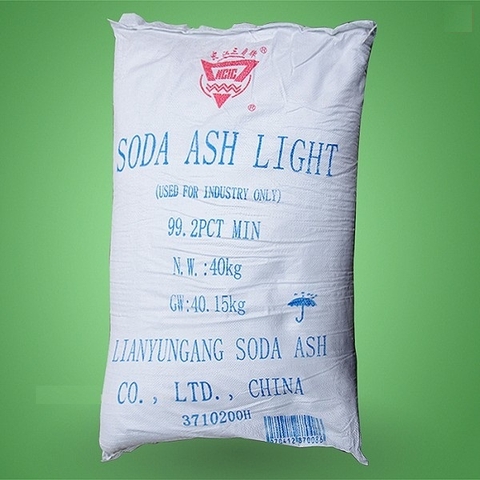 NCIC
®
®
SODA ASH LIGHT
(USED FOR INDUSTRY ONLY)
99.2PCT MIN
N.W.:40kg
GW:40.15kg
LIANYUNGANG SODA ASH
CO., LTD., CHINA
3710200H